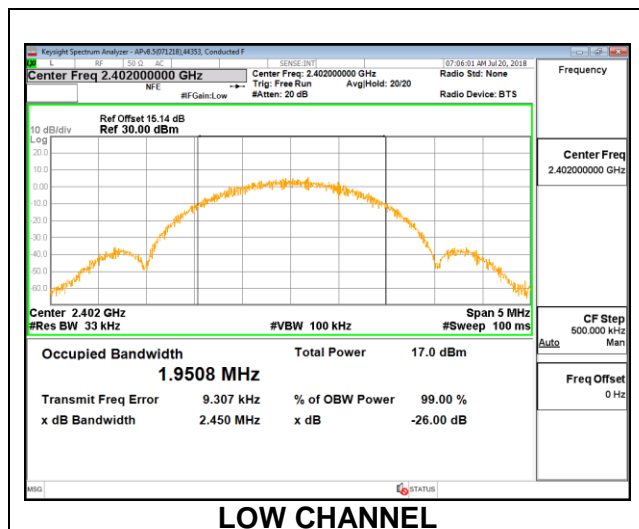 Keysight Spectrum Analyzer - APv8.5(071218),44353, Conducted F
L RF 50 Ω AC SENSE:INT 07:06:01 AM Jul 20, 2018
Center Freq 2.402000000 GHz Center Freq: 2.402000000 GHz Radio Std: None Frequency
NFE Trig: Free Run Avg|Hold: 20/20
#IFGain:Low #Atten: 20 dB Radio Device: BTS
Ref Offset 15.14 dB
10 dB/div Ref 30.00 dBm
Log
20.0
10.0
0.00
-10.0
-20.0
-30.0
-40.0
-50.0
-60.0
Center Freq
2.402000000 GHz
Center 2.402 GHz Span 5 MHz
#Res BW 33 kHz #VBW 100 kHz #Sweep 100 ms
CF Step
500.000 kHz
Auto Man
Occupied Bandwidth Total Power 17.0 dBm
1.9508 MHz
Freq Offset
0 Hz
Transmit Freq Error 9.307 kHz % of OBW Power 99.00 %
x dB Bandwidth 2.450 MHz x dB -26.00 dB
MSG STATUS
LOW CHANNEL